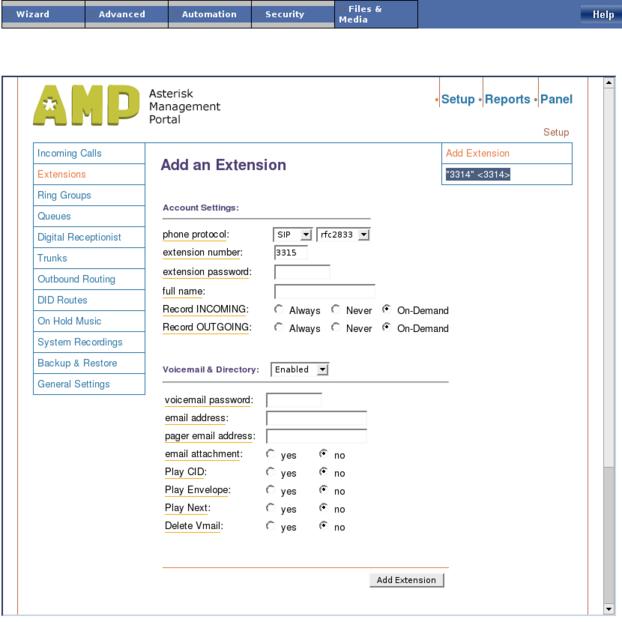 Wizard Advanced Automation Security Files & Media Help
AMP Asterisk Management Portal
Setup Reports Panel
Setup
Incoming Calls
Extensions
Ring Groups
Queues
Digital Receptionist
Trunks
Outbound Routing
DID Routes
On Hold Music
System Recordings
Backup & Restore
General Settings
Add an Extension
Add Extension
"3314" <3314>
Account Settings:
phone protocol: SIP rfc2833
extension number: 3315
extension password:
full name:
Record INCOMING: Always Never On-Demand
Record OUTGOING: Always Never On-Demand
Voicemail & Directory: Enabled
voicemail password:
email address:
pager email address:
email attachment: yes no
Play CID: yes no
Play Envelope: yes no
Play Next: yes no
Delete Vmail: yes no
Add Extension